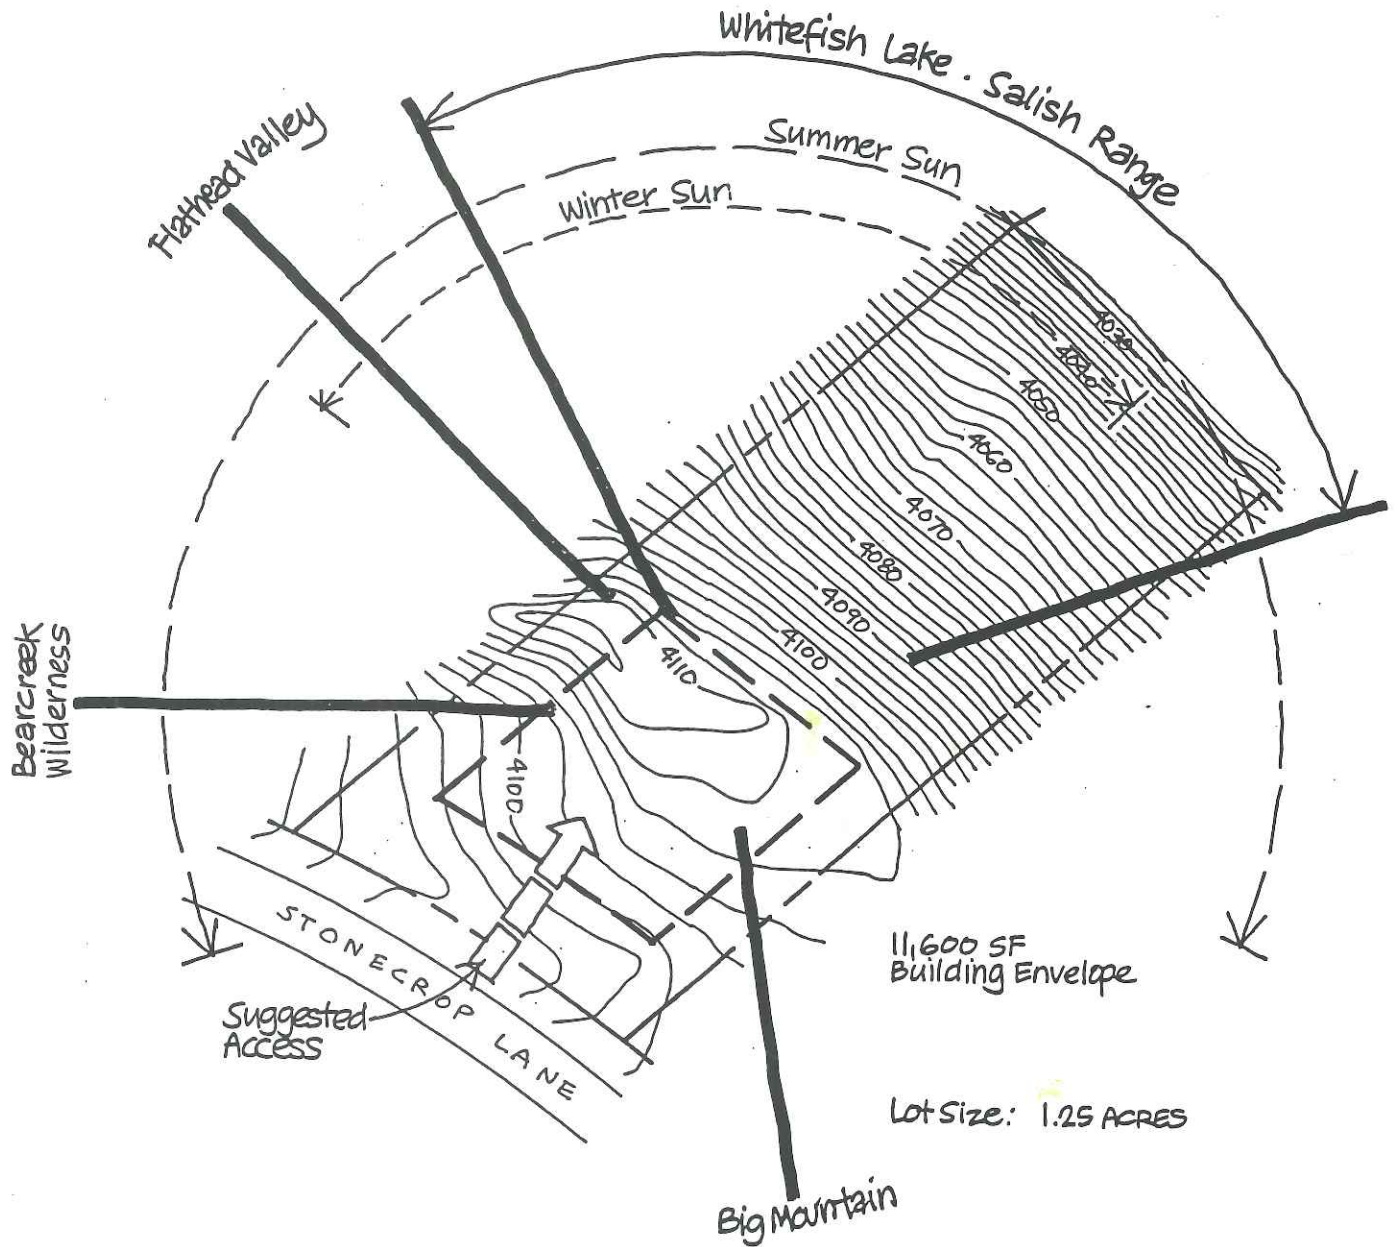 Whitefish Lake . Salish Range
Summer Sun
Winter Sun
Flathead Valley
4030
4040
4050
4060
4070
4080
4090
4100
4110
Bearcreek
Wilderness
4100
STONECROP LANE
Suggested
Access
11,600 SF
Building Envelope
Lot Size: 1.25 ACRES
Big Mountain